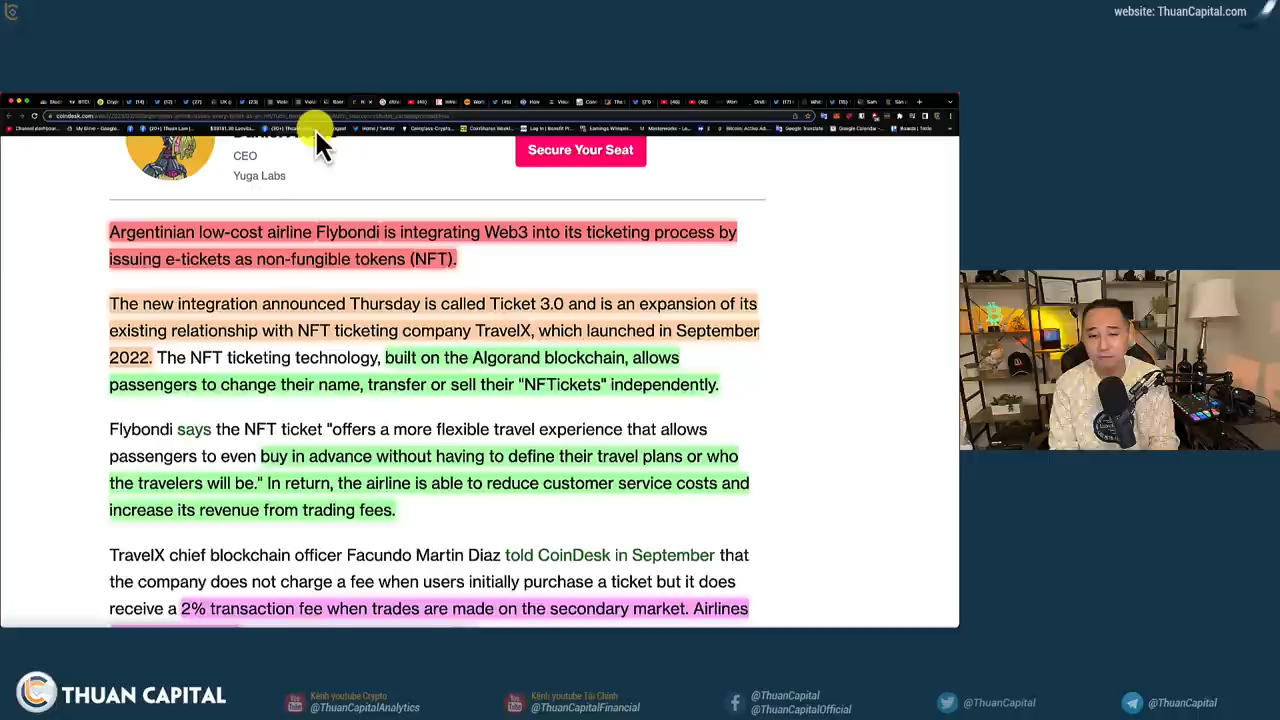 website: ThuanCapital.com
CEO
Yuga Labs
Secure Your Seat
Argentinian low-cost airline Flybondi is integrating Web3 into its ticketing process by
issuing e-tickets as non-fungible tokens (NFT).
The new integration announced Thursday is called Ticket 3.0 and is an expansion of its
existing relationship with NFT ticketing company TravelX, which launched in September
2022. The NFT ticketing technology, built on the Algorand blockchain, allows
passengers to change their name, transfer or sell their "NFTickets" independently.
Flybondi says the NFT ticket "offers a more flexible travel experience that allows
passengers to even buy in advance without having to define their travel plans or who
the travelers will be." In return, the airline is able to reduce customer service costs and
increase its revenue from trading fees.
TravelX chief blockchain officer Facundo Martin Diaz told CoinDesk in September that
the company does not charge a fee when users initially purchase a ticket but it does
receive a 2% transaction fee when trades are made on the secondary market. Airlines
THUAN CAPITAL
Kênh youtube Crypto
@ThuanCapitalAnalytics
Kênh youtube Tài Chính
@ThuanCapitalFinancial
@ThuanCapital
@ThuanCapitalOfficial
@ThuanCapital
@ThuanCapital